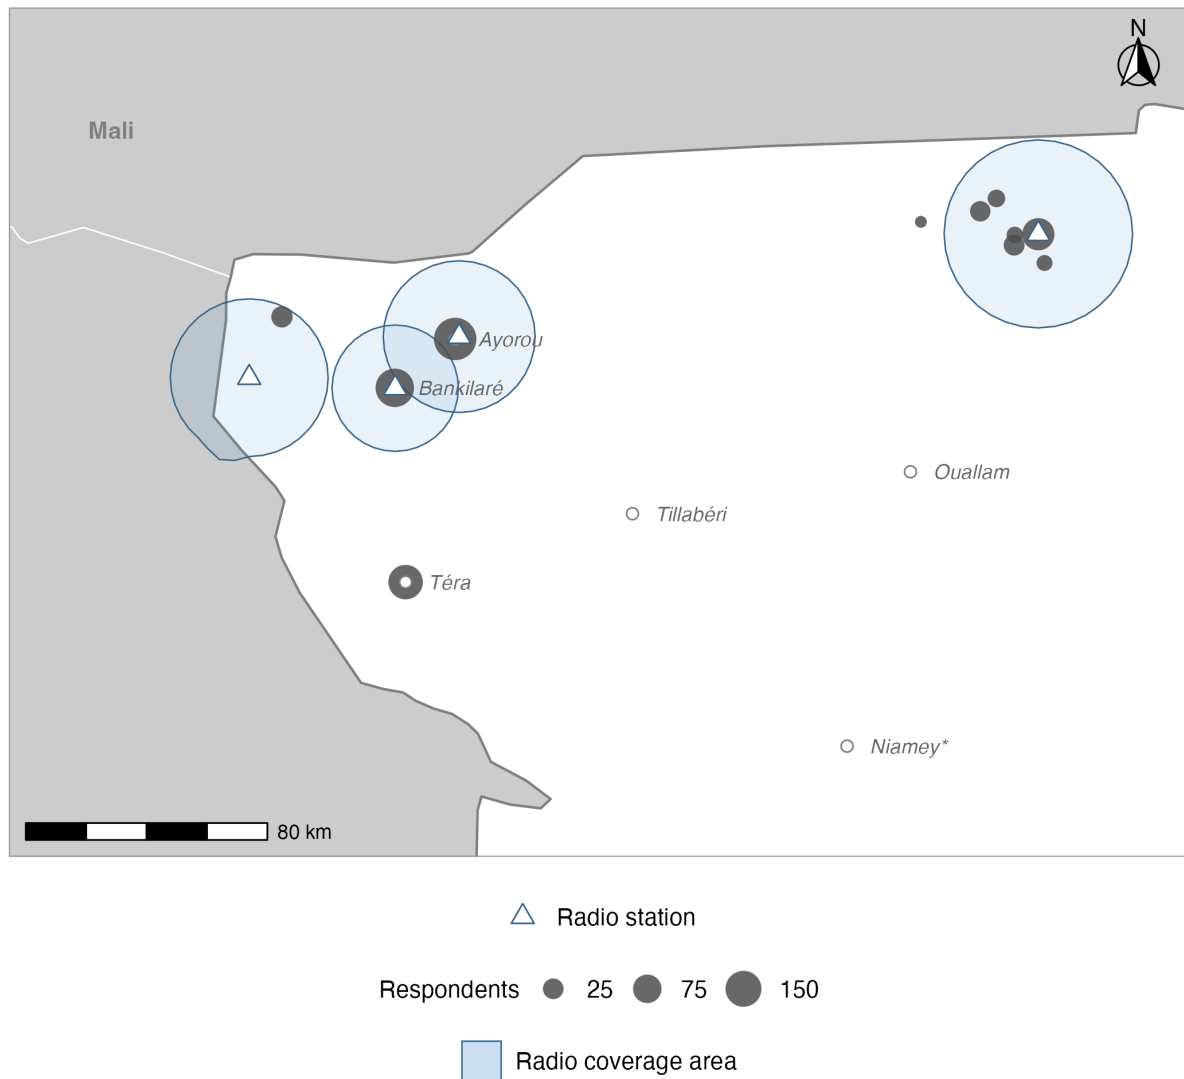 N
Mali
Ayorou
Bankilaré
Ouallam
Tillabéri
Téra
Niamey*
80 km
Radio station
Respondents 25 75 150
Radio coverage area